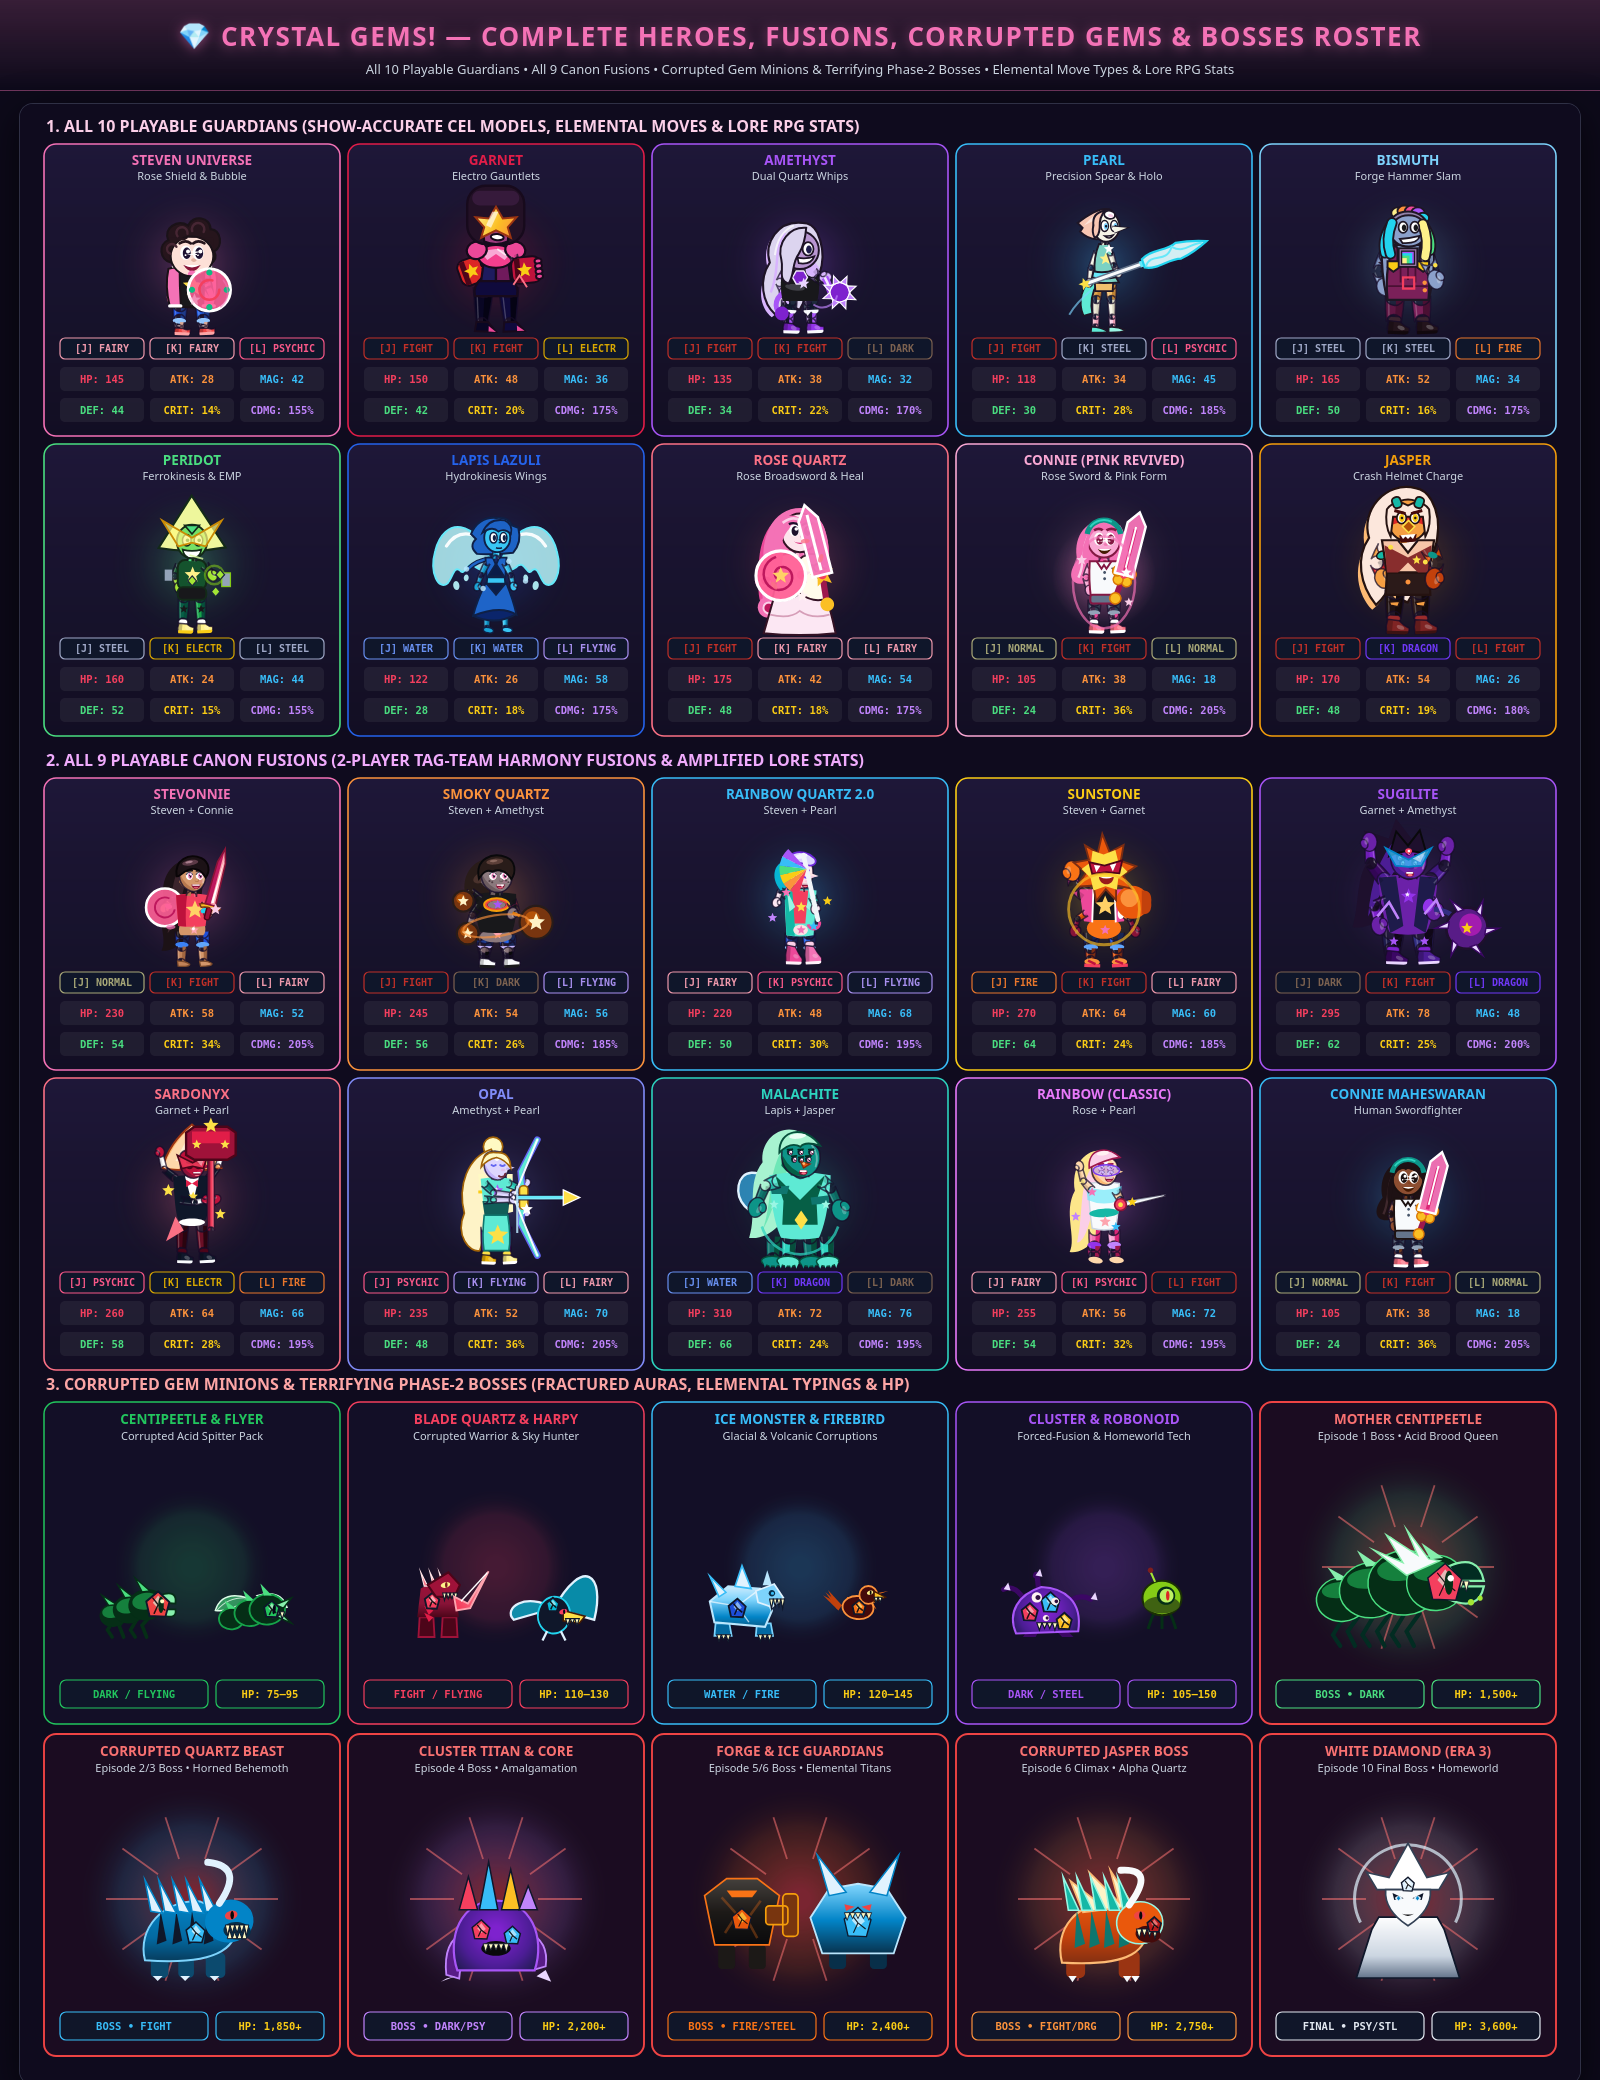 💎 CRYSTAL GEMS! — COMPLETE HEROES, FUSIONS, CORRUPTED GEMS & BOSSES ROSTER
All 10 Playable Guardians • All 9 Canon Fusions • Corrupted Gem Minions & Terrifying Phase-2 Bosses • Elemental Move Types & Lore RPG Stats
1. ALL 10 PLAYABLE GUARDIANS (SHOW-ACCURATE CEL MODELS, ELEMENTAL MOVES & LORE RPG STATS)
STEVEN UNIVERSE
Rose Shield & Bubble
[J] FAIRY [K] FAIRY [L] PSYCHIC
HP: 145 ATK: 28 MAG: 42
DEF: 44 CRIT: 14% CDMG: 155%
GARNET
Electro Gauntlets
[J] FIGHT [K] FIGHT [L] ELECTR
HP: 150 ATK: 48 MAG: 36
DEF: 42 CRIT: 20% CDMG: 175%
AMETHYST
Dual Quartz Whips
[J] FIGHT [K] FIGHT [L] DARK
HP: 135 ATK: 38 MAG: 32
DEF: 34 CRIT: 22% CDMG: 170%
PEARL
Precision Spear & Holo
[J] FIGHT [K] STEEL [L] PSYCHIC
HP: 118 ATK: 34 MAG: 45
DEF: 30 CRIT: 28% CDMG: 185%
BISMUTH
Forge Hammer Slam
[J] STEEL [K] STEEL [L] FIRE
HP: 165 ATK: 52 MAG: 34
DEF: 50 CRIT: 16% CDMG: 175%
PERIDOT
Ferrokinesis & EMP
[J] STEEL [K] ELECTR [L] STEEL
HP: 160 ATK: 24 MAG: 44
DEF: 52 CRIT: 15% CDMG: 155%
LAPIS LAZULI
Hydrokinesis Wings
[J] WATER [K] WATER [L] FLYING
HP: 122 ATK: 26 MAG: 58
DEF: 28 CRIT: 18% CDMG: 175%
ROSE QUARTZ
Rose Broadsword & Heal
[J] FIGHT [K] FAIRY [L] FAIRY
HP: 175 ATK: 42 MAG: 54
DEF: 48 CRIT: 18% CDMG: 175%
CONNIE (PINK REVIVED)
Rose Sword & Pink Form
[J] NORMAL [K] FIGHT [L] NORMAL
HP: 105 ATK: 38 MAG: 18
DEF: 24 CRIT: 36% CDMG: 205%
JASPER
Crash Helmet Charge
[J] FIGHT [K] DRAGON [L] FIGHT
HP: 170 ATK: 54 MAG: 26
DEF: 48 CRIT: 19% CDMG: 180%
2. ALL 9 PLAYABLE CANON FUSIONS (2-PLAYER TAG-TEAM HARMONY FUSIONS & AMPLIFIED LORE STATS)
STEVONNIE
Steven + Connie
[J] NORMAL [K] FIGHT [L] FAIRY
HP: 230 ATK: 58 MAG: 52
DEF: 54 CRIT: 34% CDMG: 205%
SMOKY QUARTZ
Steven + Amethyst
[J] FIGHT [K] DARK [L] FLYING
HP: 245 ATK: 54 MAG: 56
DEF: 56 CRIT: 26% CDMG: 185%
RAINBOW QUARTZ 2.0
Steven + Pearl
[J] FAIRY [K] PSYCHIC [L] FLYING
HP: 220 ATK: 48 MAG: 68
DEF: 50 CRIT: 30% CDMG: 195%
SUNSTONE
Steven + Garnet
[J] FIRE [K] FIGHT [L] FAIRY
HP: 270 ATK: 64 MAG: 60
DEF: 64 CRIT: 24% CDMG: 185%
SUGILITE
Garnet + Amethyst
[J] DARK [K] FIGHT [L] DRAGON
HP: 295 ATK: 78 MAG: 48
DEF: 62 CRIT: 25% CDMG: 200%
SARDONYX
Garnet + Pearl
[J] PSYCHIC [K] ELECTR [L] FIRE
HP: 260 ATK: 64 MAG: 66
DEF: 58 CRIT: 28% CDMG: 195%
OPAL
Amethyst + Pearl
[J] PSYCHIC [K] FLYING [L] FAIRY
HP: 235 ATK: 52 MAG: 70
DEF: 48 CRIT: 36% CDMG: 205%
MALACHITE
Lapis + Jasper
[J] WATER [K] DRAGON [L] DARK
HP: 310 ATK: 72 MAG: 76
DEF: 66 CRIT: 24% CDMG: 195%
RAINBOW (CLASSIC)
Rose + Pearl
[J] FAIRY [K] PSYCHIC [L] FIGHT
HP: 255 ATK: 56 MAG: 72
DEF: 54 CRIT: 32% CDMG: 195%
CONNIE MAHESWARAN
Human Swordfighter
[J] NORMAL [K] FIGHT [L] NORMAL
HP: 105 ATK: 38 MAG: 18
DEF: 24 CRIT: 36% CDMG: 205%
3. CORRUPTED GEM MINIONS & TERRIFYING PHASE-2 BOSSES (FRACTURED AURAS, ELEMENTAL TYPINGS & HP)
CENTIPEETLE & FLYER
Corrupted Acid Spitter Pack
DARK / FLYING HP: 75–95
BLADE QUARTZ & HARPY
Corrupted Warrior & Sky Hunter
FIGHT / FLYING HP: 110–130
ICE MONSTER & FIREBIRD
Glacial & Volcanic Corruptions
WATER / FIRE HP: 120–145
CLUSTER & ROBONOID
Forced-Fusion & Homeworld Tech
DARK / STEEL HP: 105–150
MOTHER CENTIPEETLE
Episode 1 Boss • Acid Brood Queen
BOSS • DARK HP: 1,500+
CORRUPTED QUARTZ BEAST
Episode 2/3 Boss • Horned Behemoth
BOSS • FIGHT HP: 1,850+
CLUSTER TITAN & CORE
Episode 4 Boss • Amalgamation
BOSS • DARK/PSY HP: 2,200+
FORGE & ICE GUARDIANS
Episode 5/6 Boss • Elemental Titans
BOSS • FIRE/STEEL HP: 2,400+
CORRUPTED JASPER BOSS
Episode 6 Climax • Alpha Quartz
BOSS • FIGHT/DRG HP: 2,750+
WHITE DIAMOND (ERA 3)
Episode 10 Final Boss • Homeworld
FINAL • PSY/STL HP: 3,600+